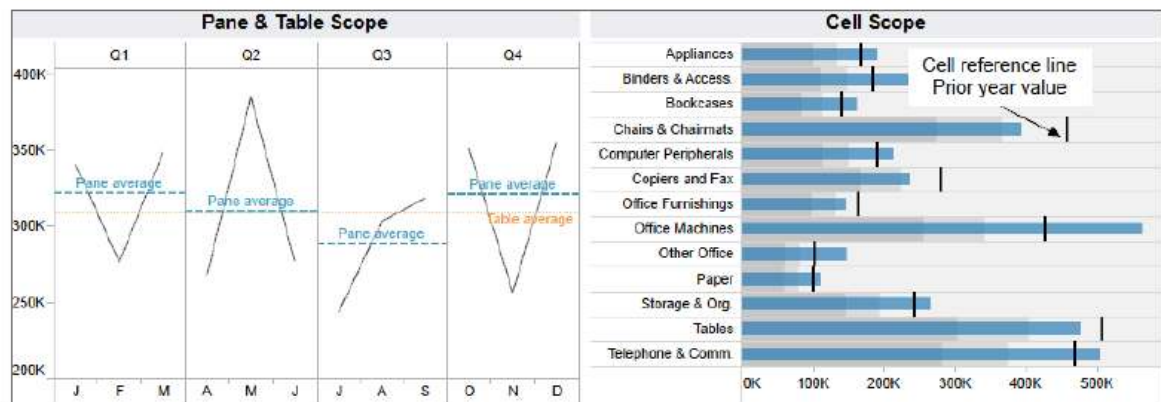 Pane & Table Scope
Q1 Q2 Q3 Q4
400K
350K
300K
250K
200K
Pane average
Pane average
Pane average
Pane average
Table average
J F M A M J J A S O N D
Cell Scope
Appliances
Binders & Access.
Bookcases
Chairs & Chairmats
Computer Peripherals
Copiers and Fax
Office Furnishings
Office Machines
Other Office
Paper
Storage & Org.
Tables
Telephone & Comm.
Cell reference line
Prior year value
0K 100K 200K 300K 400K 500K